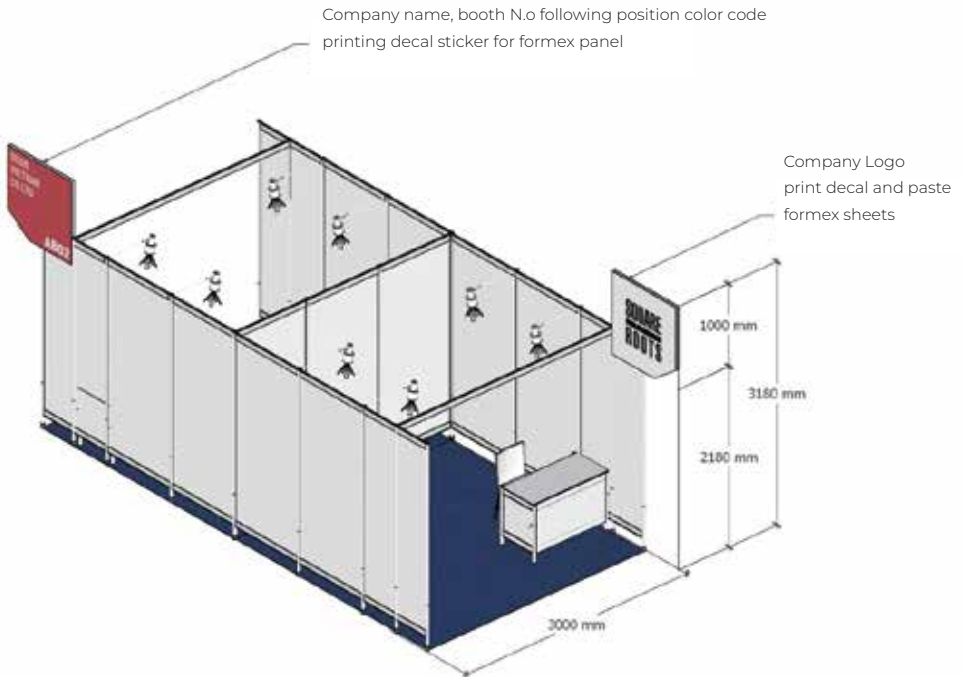 Company name, booth N.o following position color code
printing decal sticker for formex panel
Company Logo
print decal and paste
formex sheets
AB02
SQUARE
ROOTS
1000 mm
3180 mm
2180 mm
3000 mm